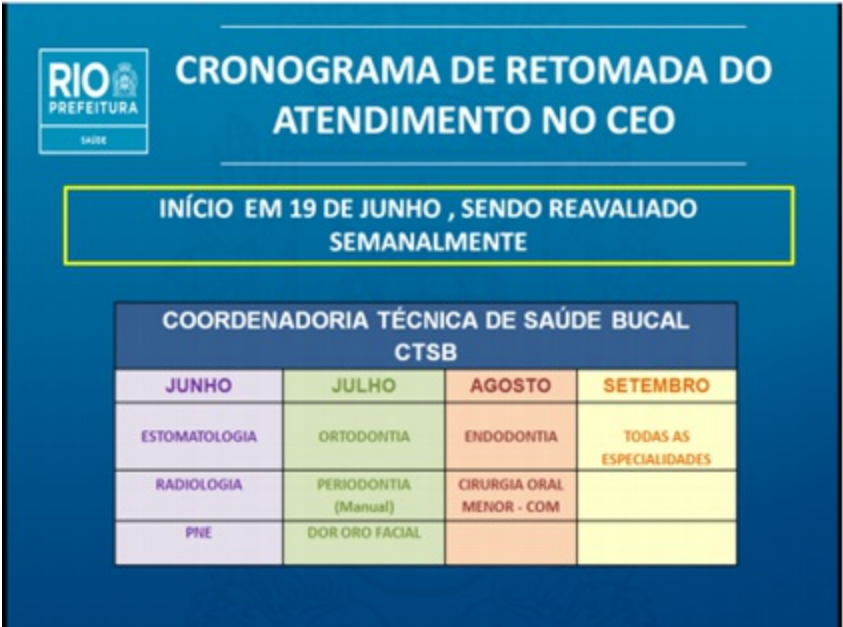 RIO
PREFEITURA
SAÚDE
CRONOGRAMA DE RETOMADA DO
ATENDIMENTO NO CEO
INÍCIO EM 19 DE JUNHO , SENDO REAVALIADO
SEMANALMENTE
COORDENADORIA TÉCNICA DE SAÚDE BUCAL
CTSB
JUNHO JULHO AGOSTO SETEMBRO
ESTOMATOLOGIA ORTODONTIA ENDODONTIA TODAS AS
ESPECIALIDADES
RADIOLOGIA PERIODONTIA CIRURGIA ORAL
(Manual) MENOR - COM
PNE DOR ORO FACIAL